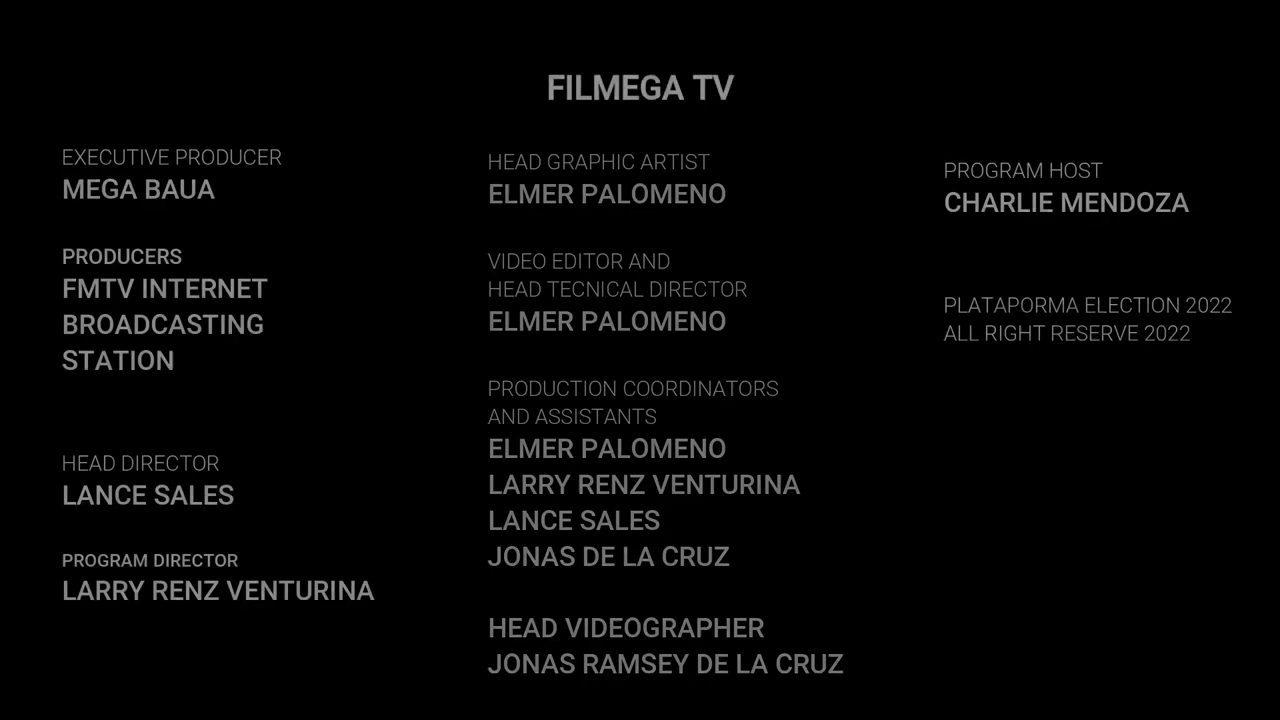 FILMEGA TV
EXECUTIVE PRODUCER
MEGA BAUA
PRODUCERS
FMTV INTERNET
BROADCASTING
STATION
HEAD DIRECTOR
LANCE SALES
PROGRAM DIRECTOR
LARRY RENZ VENTURINA
HEAD GRAPHIC ARTIST
ELMER PALOMENO
VIDEO EDITOR AND
HEAD TECNICAL DIRECTOR
ELMER PALOMENO
PRODUCTION COORDINATORS
AND ASSISTANTS
ELMER PALOMENO
LARRY RENZ VENTURINA
LANCE SALES
JONAS DE LA CRUZ
HEAD VIDEOGRAPHER
JONAS RAMSEY DE LA CRUZ
PROGRAM HOST
CHARLIE MENDOZA
PLATAPORMA ELECTION 2022
ALL RIGHT RESERVE 2022